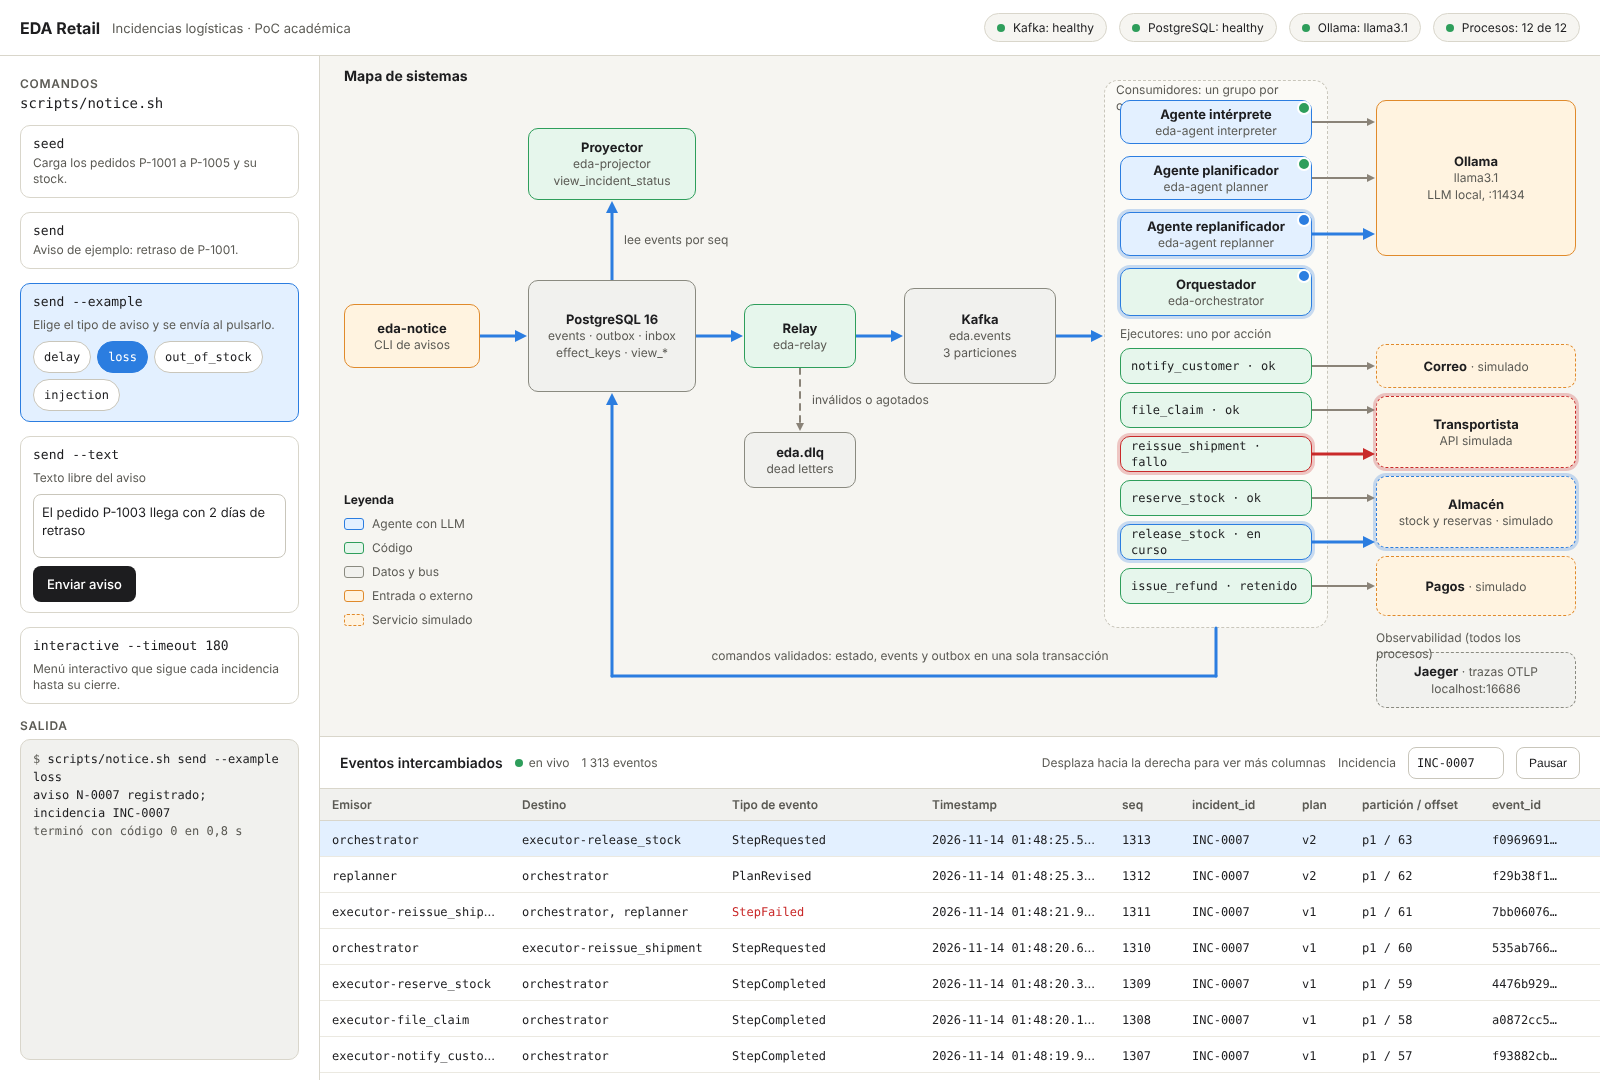 EDA Retail
Incidencias logísticas · PoC académica
Kafka: healthy
PostgreSQL: healthy
Ollama: llama3.1
Procesos: 12 de 12
COMANDOS
scripts/notice.sh
seed
Carga los pedidos P-1001 a P-1005 y su
stock.
send
Aviso de ejemplo: retraso de P-1001.
send --example
Elige el tipo de aviso y se envía al pulsarlo.
delay
loss
out_of_stock
injection
send --text
Texto libre del aviso
El pedido P-1003 llega con 2 días de
retraso
Enviar aviso
interactive --timeout 180
Menú interactivo que sigue cada incidencia
hasta su cierre.
SALIDA
$ scripts/notice.sh send --example
loss
aviso N-0007 registrado;
incidencia INC-0007
terminó con código 0 en 0,8 s
Mapa de sistemas
Proyector
eda-projector
view_incident_status
lee events por seq
eda-notice
CLI de avisos
PostgreSQL 16
events · outbox · inbox
effect_keys · view_*
Relay
eda-relay
Kafka
eda.events
3 particiones
inválidos o agotados
eda.dlq
dead letters
Leyenda
Agente con LLM
Código
Datos y bus
Entrada o externo
Servicio simulado
comandos validados: estado, events y outbox en una sola transacción
Consumidores: un grupo por
Agente intérprete
eda-agent interpreter
Agente planificador
eda-agent planner
Agente replanificador
eda-agent replanner
Orquestador
eda-orchestrator
Ejecutores: uno por acción
notify_customer · ok
file_claim · ok
reissue_shipment ·
fallo
reserve_stock · ok
release_stock · en
curso
issue_refund · retenido
Ollama
llama3.1
LLM local, :11434
Correo · simulado
Transportista
API simulada
Almacén
stock y reservas · simulado
Pagos · simulado
Observabilidad (todos los
procesos)
Jaeger · trazas OTLP
localhost:16686
Eventos intercambiados
en vivo
1 313 eventos
Desplaza hacia la derecha para ver más columnas
Incidencia
INC-0007
Pausar
Emisor Destino Tipo de evento Timestamp seq incident_id plan partición / offset event_id
orchestrator executor-release_stock StepRequested 2026-11-14 01:48:25.5… 1313 INC-0007 v2 p1 / 63 f0969691…
replanner orchestrator PlanRevised 2026-11-14 01:48:25.3… 1312 INC-0007 v2 p1 / 62 f29b38f1…
executor-reissue_ship… orchestrator, replanner StepFailed 2026-11-14 01:48:21.9… 1311 INC-0007 v1 p1 / 61 7bb06076…
orchestrator executor-reissue_shipment StepRequested 2026-11-14 01:48:20.6… 1310 INC-0007 v1 p1 / 60 535ab766…
executor-reserve_stock orchestrator StepCompleted 2026-11-14 01:48:20.3… 1309 INC-0007 v1 p1 / 59 4476b929…
executor-file_claim orchestrator StepCompleted 2026-11-14 01:48:20.1… 1308 INC-0007 v1 p1 / 58 a0872cc5…
executor-notify_custo… orchestrator StepCompleted 2026-11-14 01:48:19.9… 1307 INC-0007 v1 p1 / 57 f93882cb…